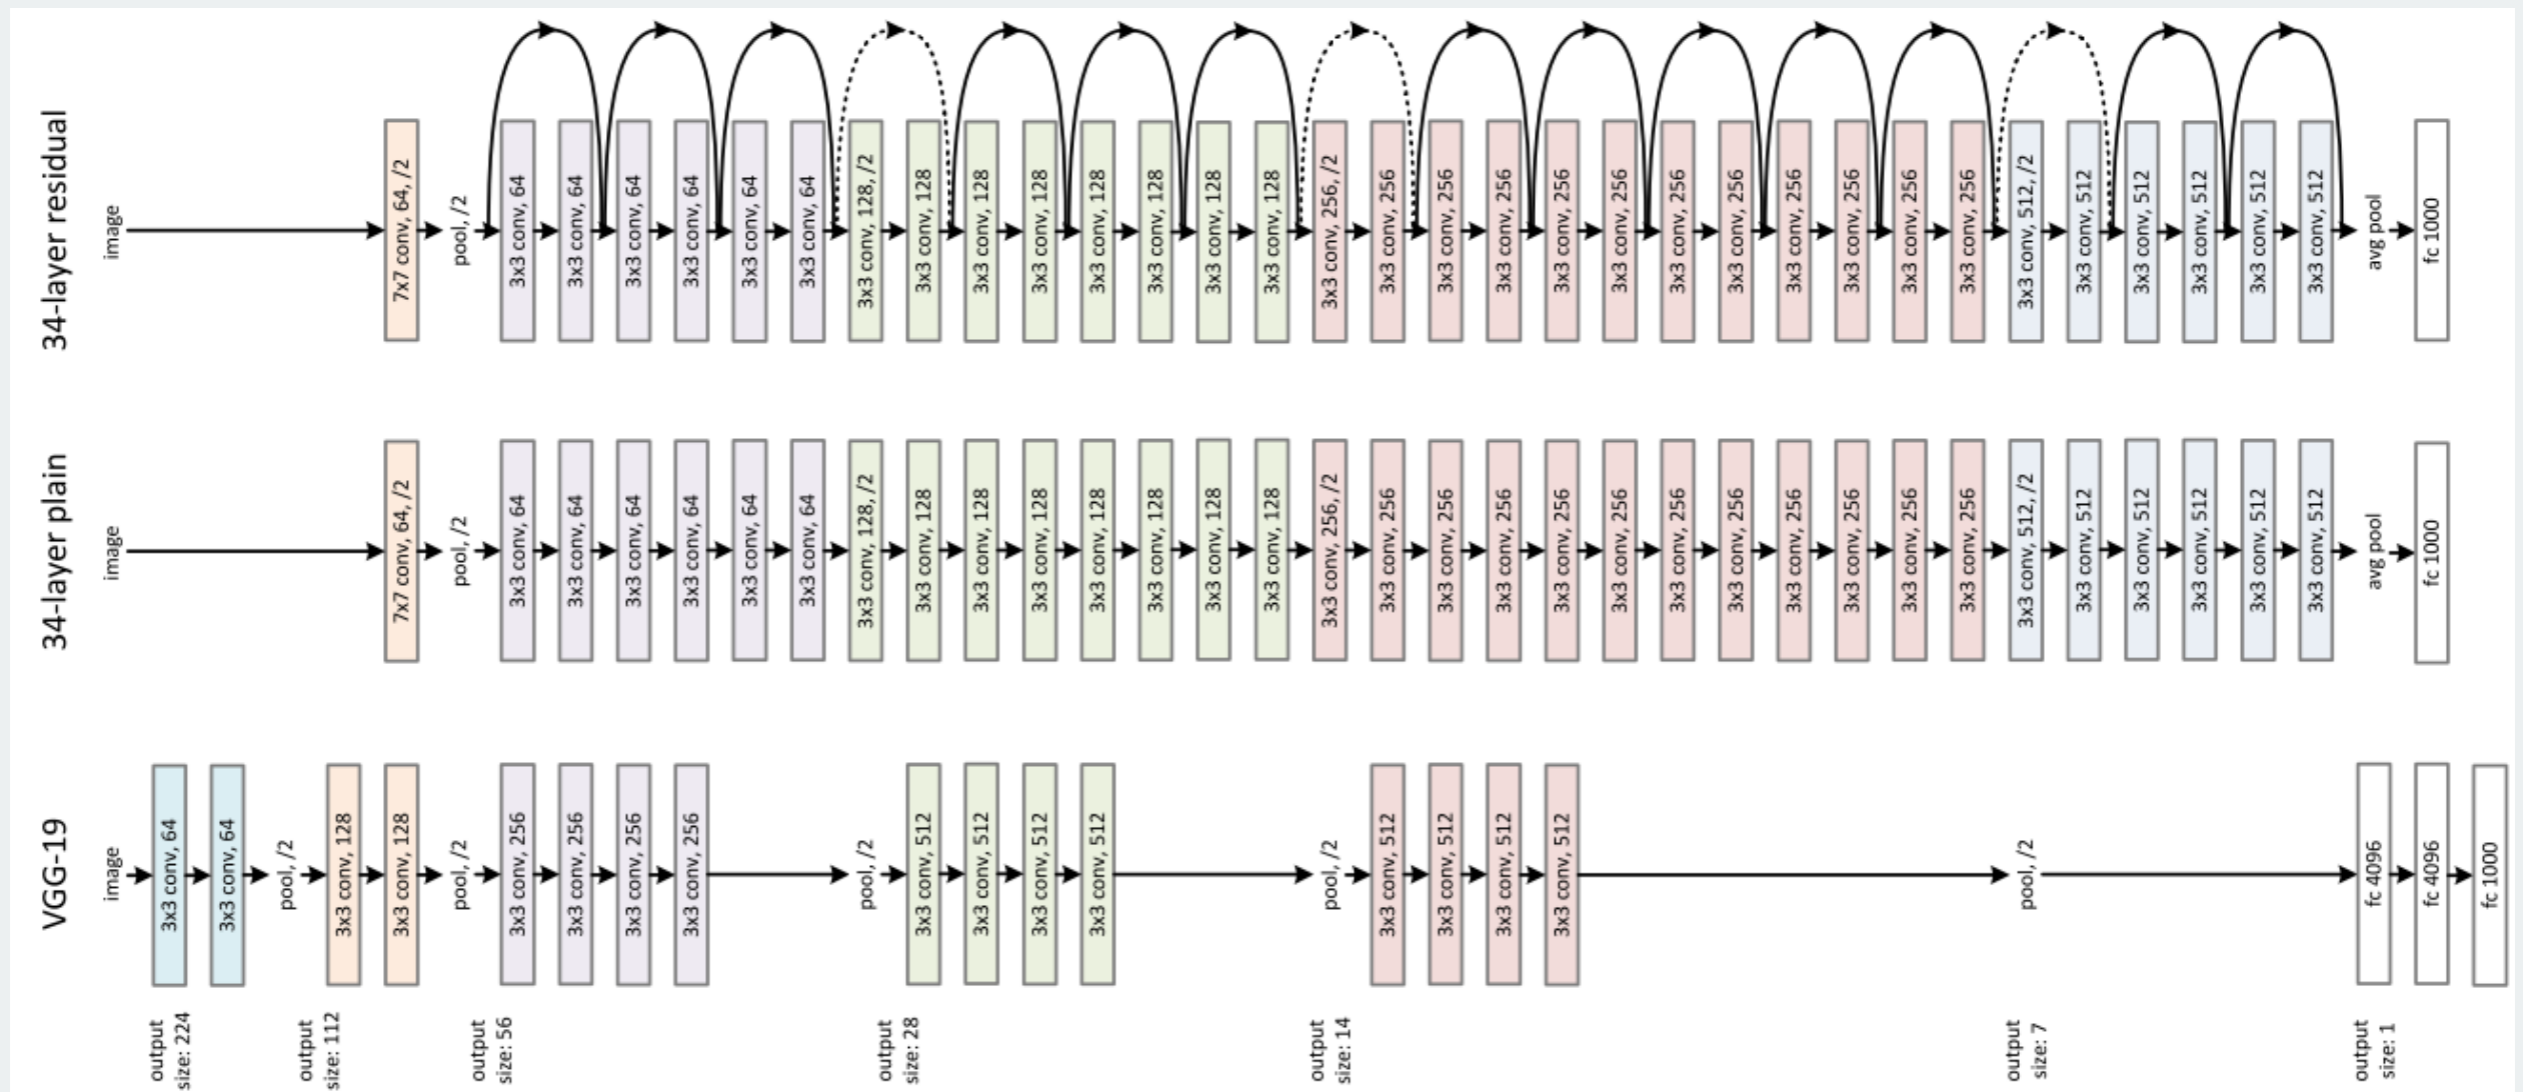 34-layer residual
image
7x7 conv, 64, /2
pool, /2
3x3 conv, 64
3x3 conv, 64
3x3 conv, 64
3x3 conv, 64
3x3 conv, 64
3x3 conv, 64
3x3 conv, 128, /2
3x3 conv, 128
3x3 conv, 128
3x3 conv, 128
3x3 conv, 128
3x3 conv, 128
3x3 conv, 128
3x3 conv, 128
3x3 conv, 256, /2
3x3 conv, 256
3x3 conv, 256
3x3 conv, 256
3x3 conv, 256
3x3 conv, 256
3x3 conv, 256
3x3 conv, 256
3x3 conv, 256
3x3 conv, 256
3x3 conv, 256
3x3 conv, 256
3x3 conv, 512, /2
3x3 conv, 512
3x3 conv, 512
3x3 conv, 512
3x3 conv, 512
3x3 conv, 512
avg pool
fc 1000
34-layer plain
image
7x7 conv, 64, /2
pool, /2
3x3 conv, 64
3x3 conv, 64
3x3 conv, 64
3x3 conv, 64
3x3 conv, 64
3x3 conv, 64
3x3 conv, 128, /2
3x3 conv, 128
3x3 conv, 128
3x3 conv, 128
3x3 conv, 128
3x3 conv, 128
3x3 conv, 128
3x3 conv, 128
3x3 conv, 256, /2
3x3 conv, 256
3x3 conv, 256
3x3 conv, 256
3x3 conv, 256
3x3 conv, 256
3x3 conv, 256
3x3 conv, 256
3x3 conv, 256
3x3 conv, 256
3x3 conv, 256
3x3 conv, 256
3x3 conv, 512, /2
3x3 conv, 512
3x3 conv, 512
3x3 conv, 512
3x3 conv, 512
3x3 conv, 512
avg pool
fc 1000
VGG-19
image
3x3 conv, 64
3x3 conv, 64
pool, /2
3x3 conv, 128
3x3 conv, 128
pool, /2
3x3 conv, 256
3x3 conv, 256
3x3 conv, 256
3x3 conv, 256
pool, /2
3x3 conv, 512
3x3 conv, 512
3x3 conv, 512
3x3 conv, 512
pool, /2
3x3 conv, 512
3x3 conv, 512
3x3 conv, 512
3x3 conv, 512
pool, /2
fc 4096
fc 4096
fc 1000
output
size: 224
output
size: 112
output
size: 56
output
size: 28
output
size: 14
output
size: 7
output
size: 1